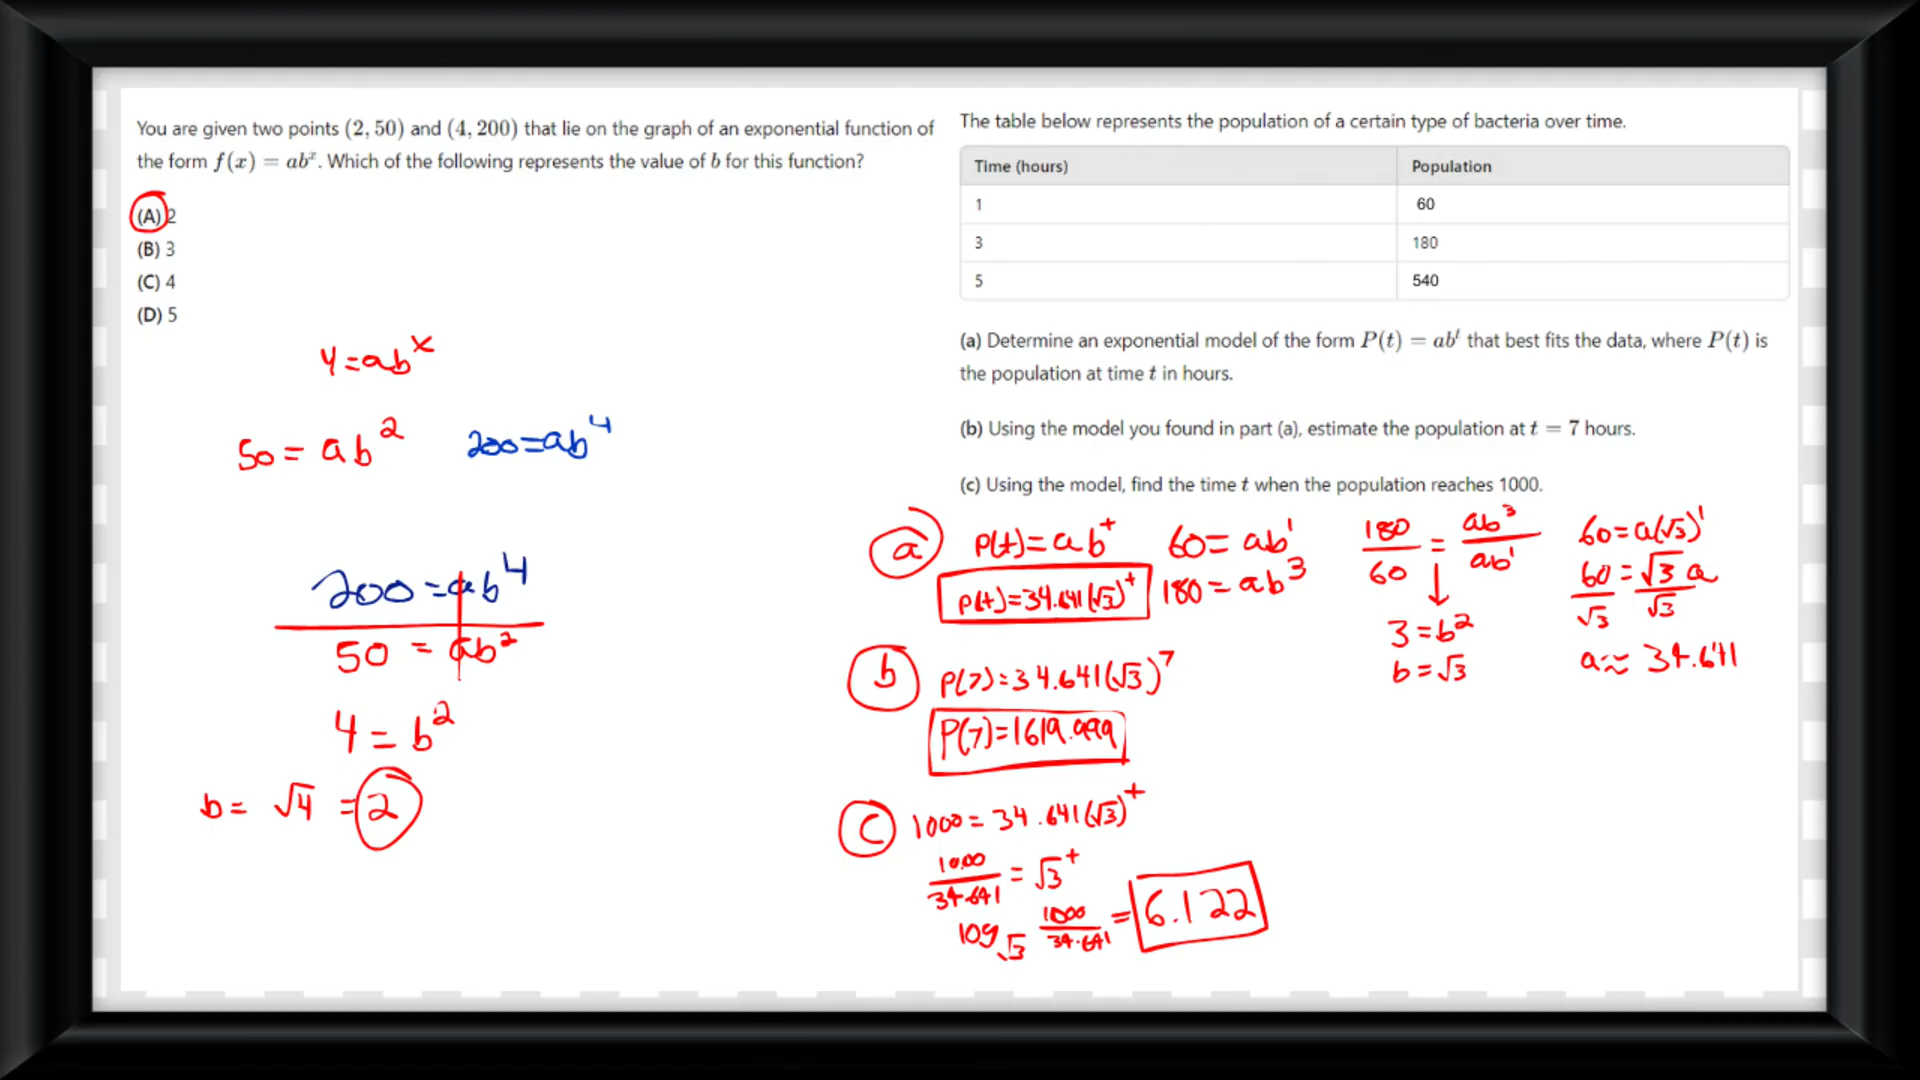 You are given two points (2, 50) and (4, 200) that lie on the graph of an exponential function of
the form f(x) = ab^x. Which of the following represents the value of b for this function?
(A) 2
(B) 3
(C) 4
(D) 5
y=ab^x
50 = ab^2
200=ab^4
200=ab^4
50 = ab^2
4 = b^2
b = √4 = 2
The table below represents the population of a certain type of bacteria over time.
Time (hours) Population
1 60
3 180
5 540
(a) Determine an exponential model of the form P(t) = ab^t that best fits the data, where P(t) is
the population at time t in hours.
(b) Using the model you found in part (a), estimate the population at t = 7 hours.
(c) Using the model, find the time t when the population reaches 1000.
a
P(t)=ab^t
P(t)=34.641(√3)^t
60= ab^1
180=ab^3
180/60 = ab^3/ab^1
3=b^2
b=√3
60=a(√3)^1
60/√3 = √3 a/√3
a≈ 34.641
b
P(7)=34.641(√3)^7
P(7)=1619.999
c
1000=34.641(√3)^t
1000/34.641 = √3^t
log_√3 1000/34.641 = 6.122